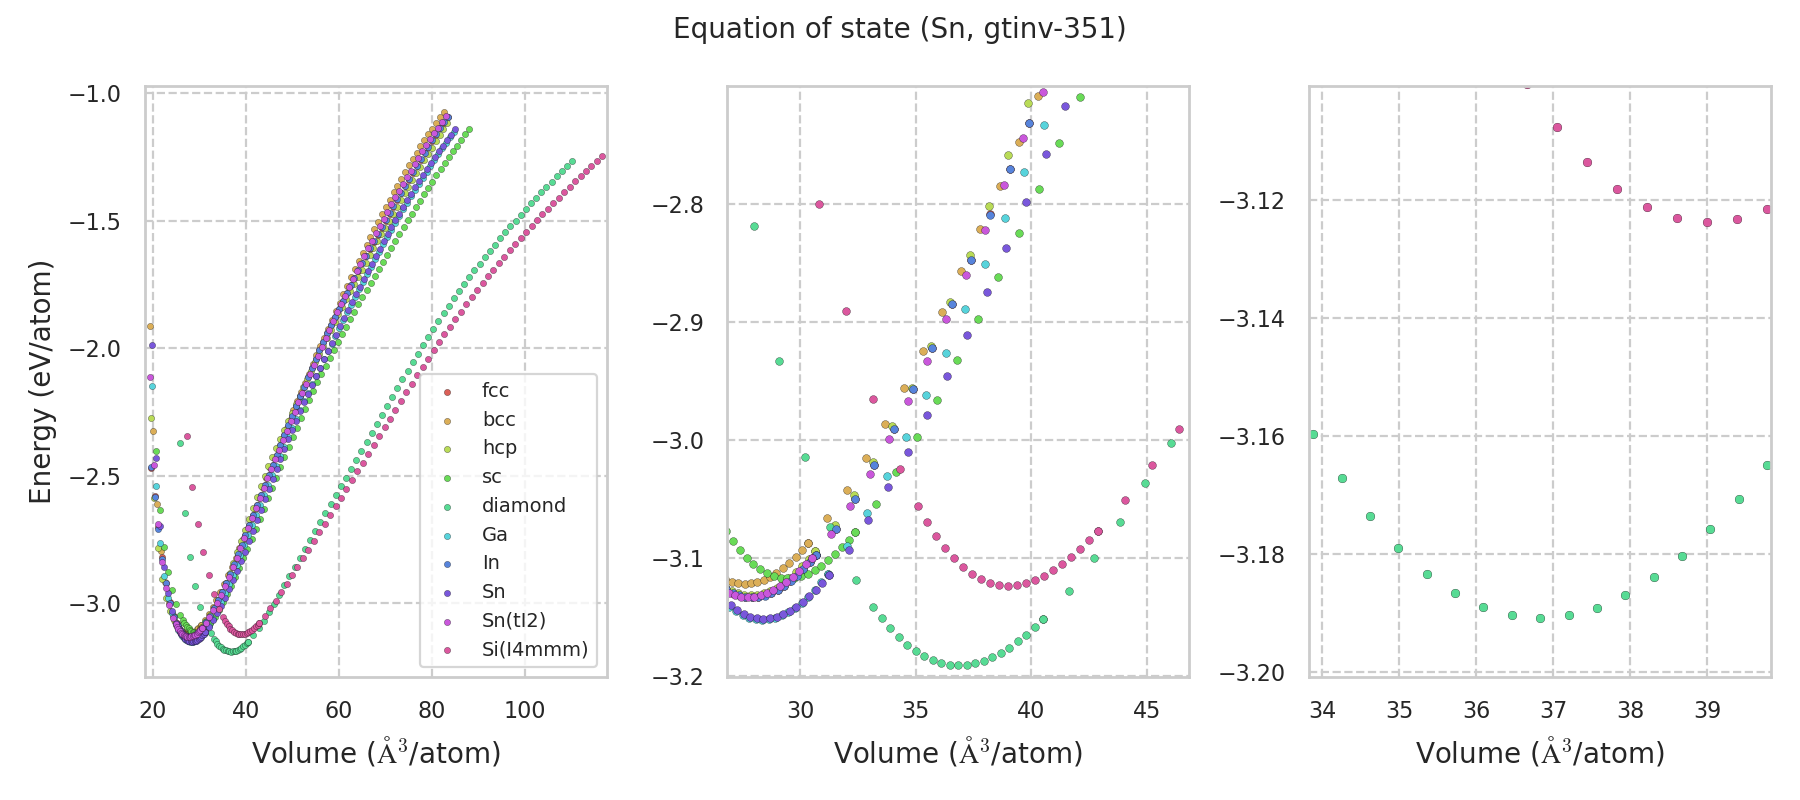 Equation of state (Sn, gtinv-351)
Energy (eV/atom)
−1.0
−1.5
−2.0
−2.5
−3.0
20 40 60 80 100
Volume (Å³/atom)
fcc
bcc
hcp
sc
diamond
Ga
In
Sn
Sn(tI2)
Si(I4mmm)
−2.8
−2.9
−3.0
−3.1
−3.2
30 35 40 45
Volume (Å³/atom)
−3.12
−3.14
−3.16
−3.18
−3.20
34 35 36 37 38 39
Volume (Å³/atom)